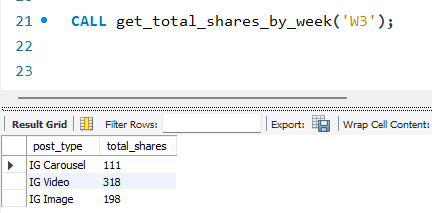 21 CALL get_total_shares_by_week('W3');
22
23
Result Grid Filter Rows: Export: Wrap Cell Content:
post_type total_shares
IG Carousel 111
IG Video 318
IG Image 198